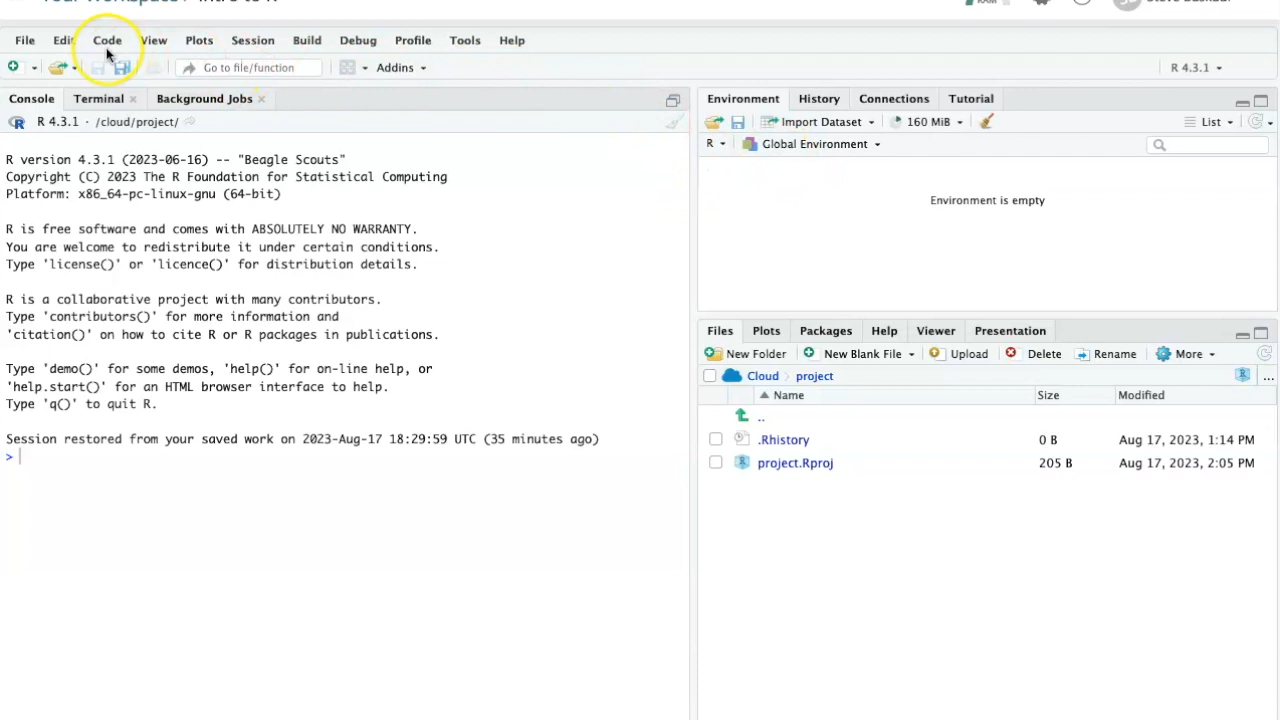 Your Workspace / Intro to R
RAM
Steve Baskauf
File Edit Code View Plots Session Build Debug Profile Tools Help
Go to file/function Addins R 4.3.1
Console Terminal × Background Jobs ×
R 4.3.1 · /cloud/project/
R version 4.3.1 (2023-06-16) -- "Beagle Scouts"
Copyright (C) 2023 The R Foundation for Statistical Computing
Platform: x86_64-pc-linux-gnu (64-bit)
R is free software and comes with ABSOLUTELY NO WARRANTY.
You are welcome to redistribute it under certain conditions.
Type 'license()' or 'licence()' for distribution details.
R is a collaborative project with many contributors.
Type 'contributors()' for more information and
'citation()' on how to cite R or R packages in publications.
Type 'demo()' for some demos, 'help()' for on-line help, or
'help.start()' for an HTML browser interface to help.
Type 'q()' to quit R.
Session restored from your saved work on 2023-Aug-17 18:29:59 UTC (35 minutes ago)
>
Environment History Connections Tutorial
Import Dataset 160 MiB List
R Global Environment
Environment is empty
Files Plots Packages Help Viewer Presentation
New Folder New Blank File Upload Delete Rename More
Cloud project ...
Name Size Modified
..
.Rhistory 0 B Aug 17, 2023, 1:14 PM
project.Rproj 205 B Aug 17, 2023, 2:05 PM